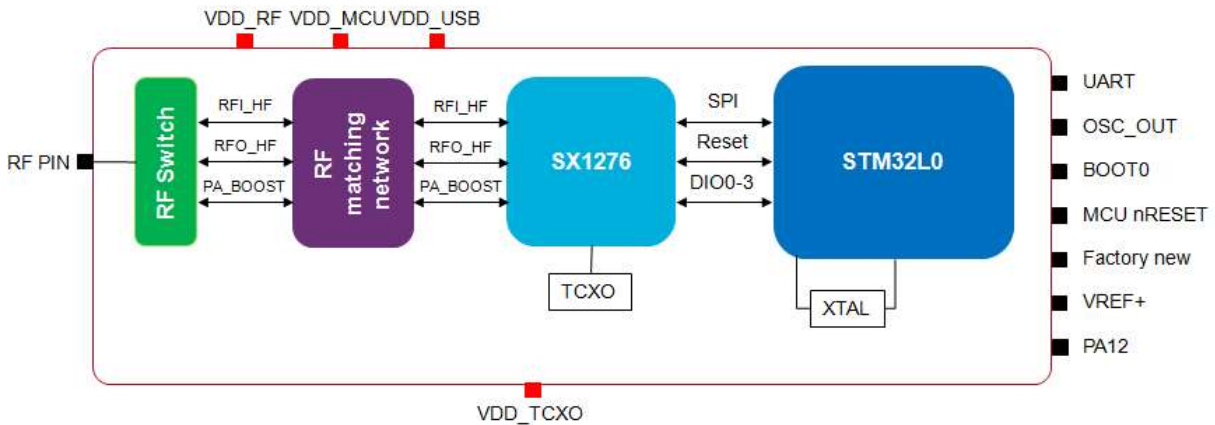 VDD_RF VDD_MCU VDD_USB
RF PIN
RF Switch
RFI_HF
RFO_HF
PA_BOOST
RF
matching
network
RFI_HF
RFO_HF
PA_BOOST
SX1276
TCXO
SPI
Reset
DIO0-3
STM32L0
XTAL
UART
OSC_OUT
BOOT0
MCU nRESET
Factory new
VREF+
PA12
VDD_TCXO